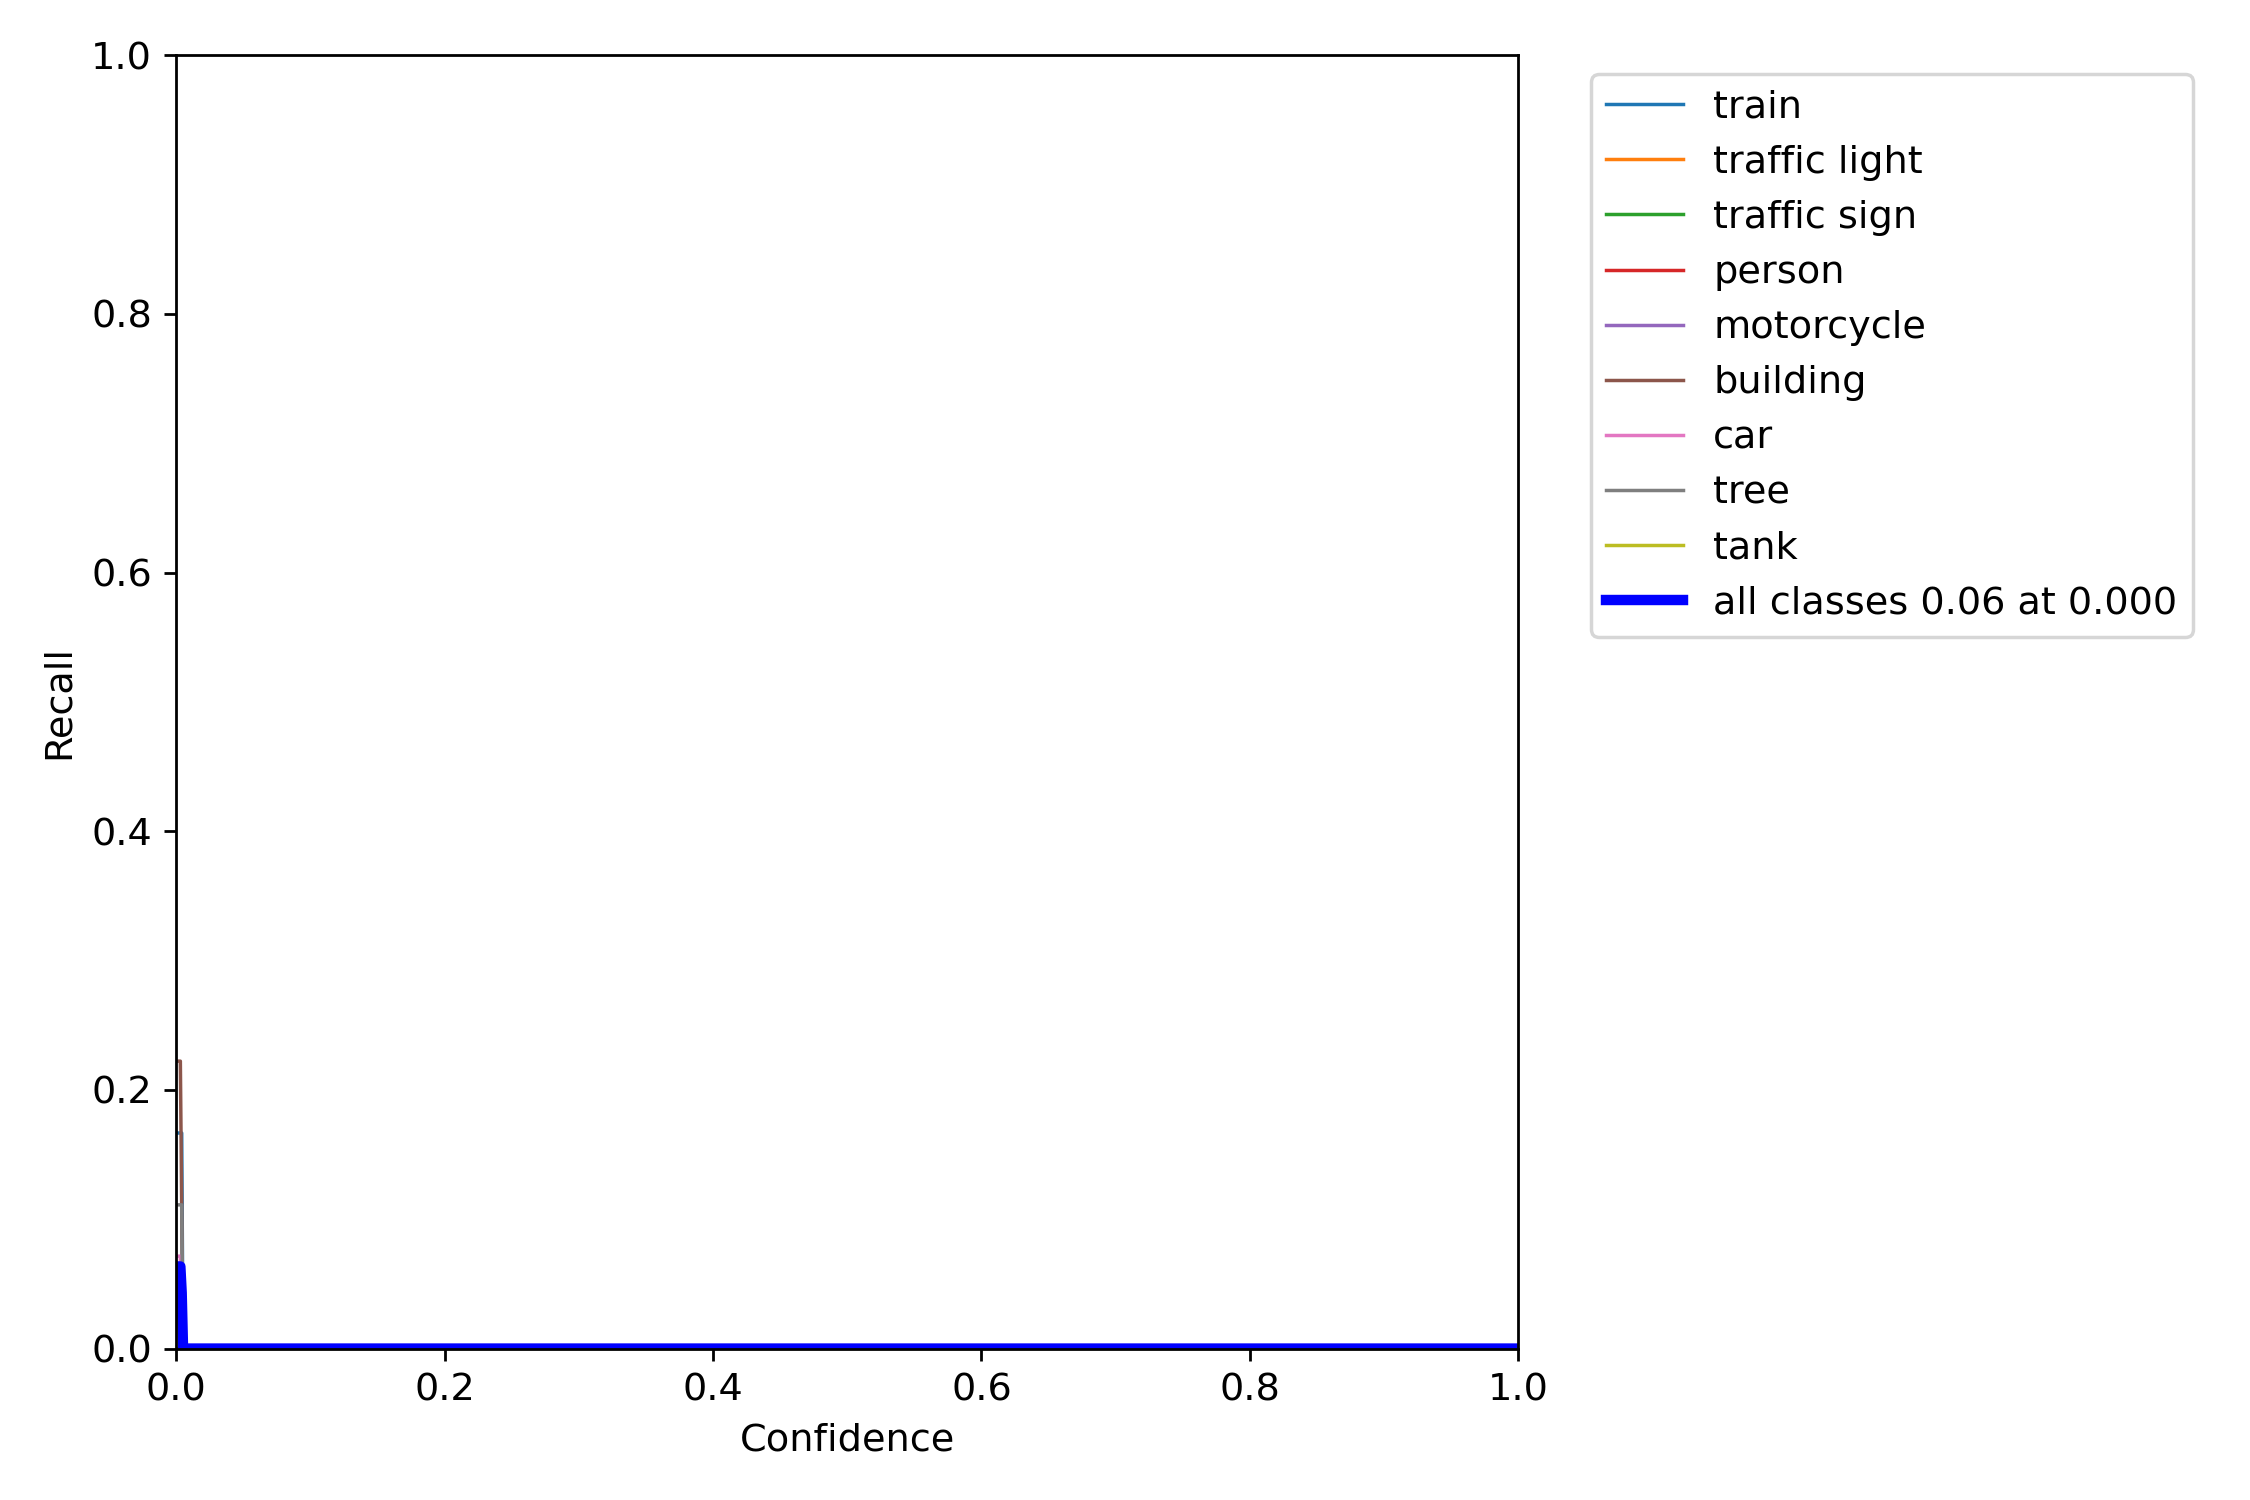 1.0
0.8
0.6
0.4
0.2
0.0
Recall
0.0 0.2 0.4 0.6 0.8 1.0
Confidence
train
traffic light
traffic sign
person
motorcycle
building
car
tree
tank
all classes 0.06 at 0.000